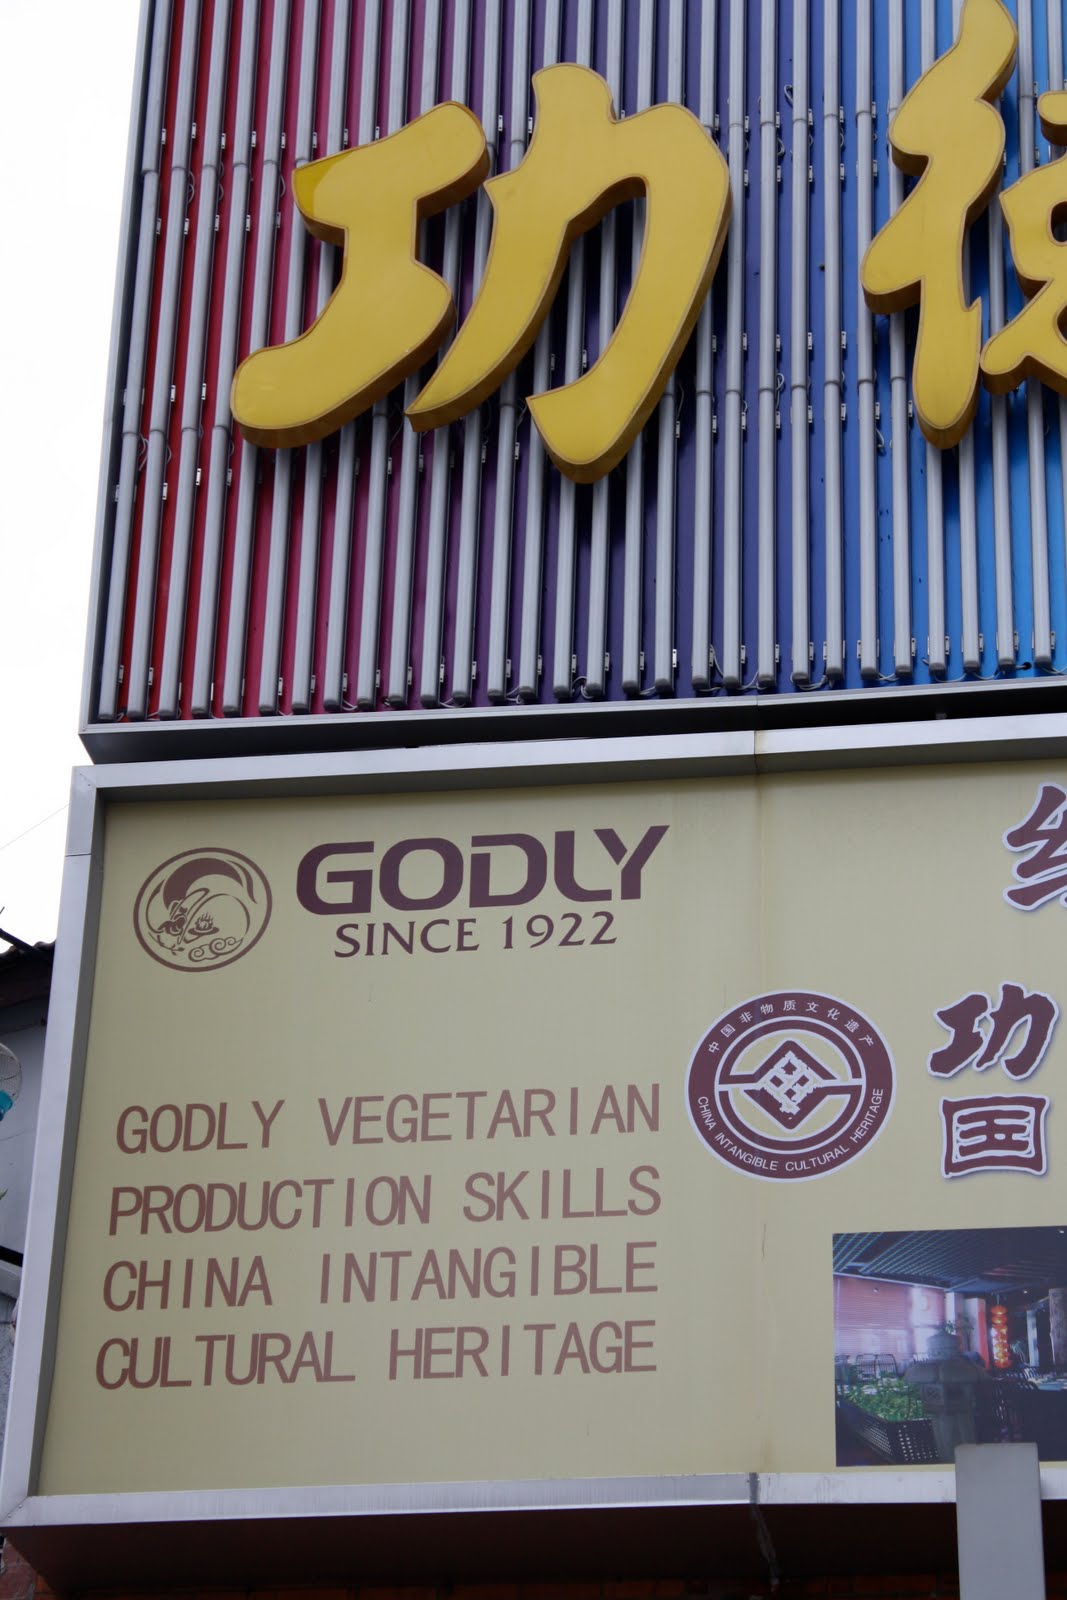 功
GODLY
SINCE 1922
中国非物质文化遗产
CHINA INTANGIBLE CULTURAL HERITAGE
功
国
GODLY VEGETARIAN
PRODUCTION SKILLS
CHINA INTANGIBLE
CULTURAL HERITAGE